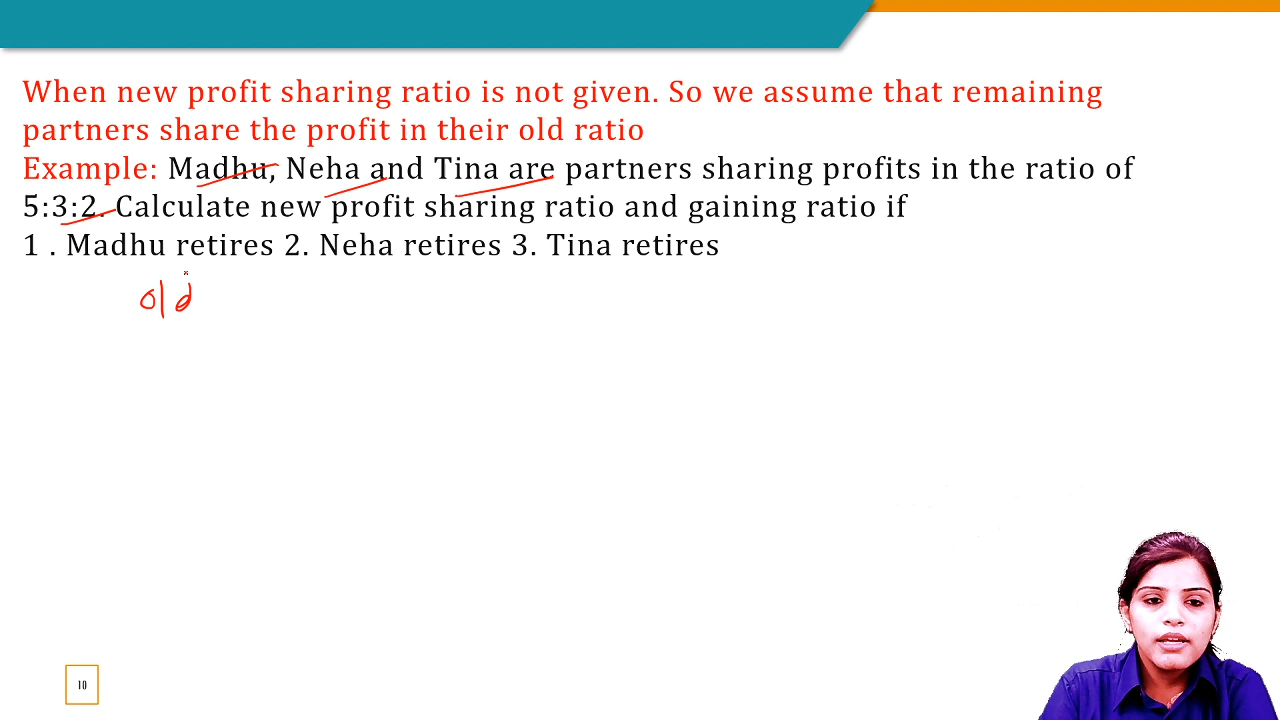 When new profit sharing ratio is not given. So we assume that remaining
partners share the profit in their old ratio
Example: Madhu, Neha and Tina are partners sharing profits in the ratio of
5:3:2. Calculate new profit sharing ratio and gaining ratio if
1 . Madhu retires 2. Neha retires 3. Tina retires
old
10